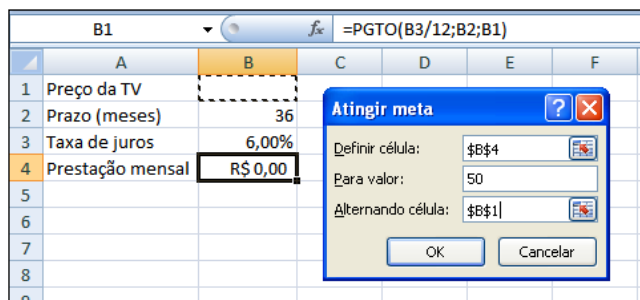 B1 fx =PGTO(B3/12;B2;B1)
A B C D E F
1 Preço da TV
2 Prazo (meses) 36
3 Taxa de juros 6,00%
4 Prestação mensal R$ 0,00
5
6
7
8
Atingir meta ?
Definir célula: $B$4
Para valor: 50
Alternando célula: $B$1
OK Cancelar